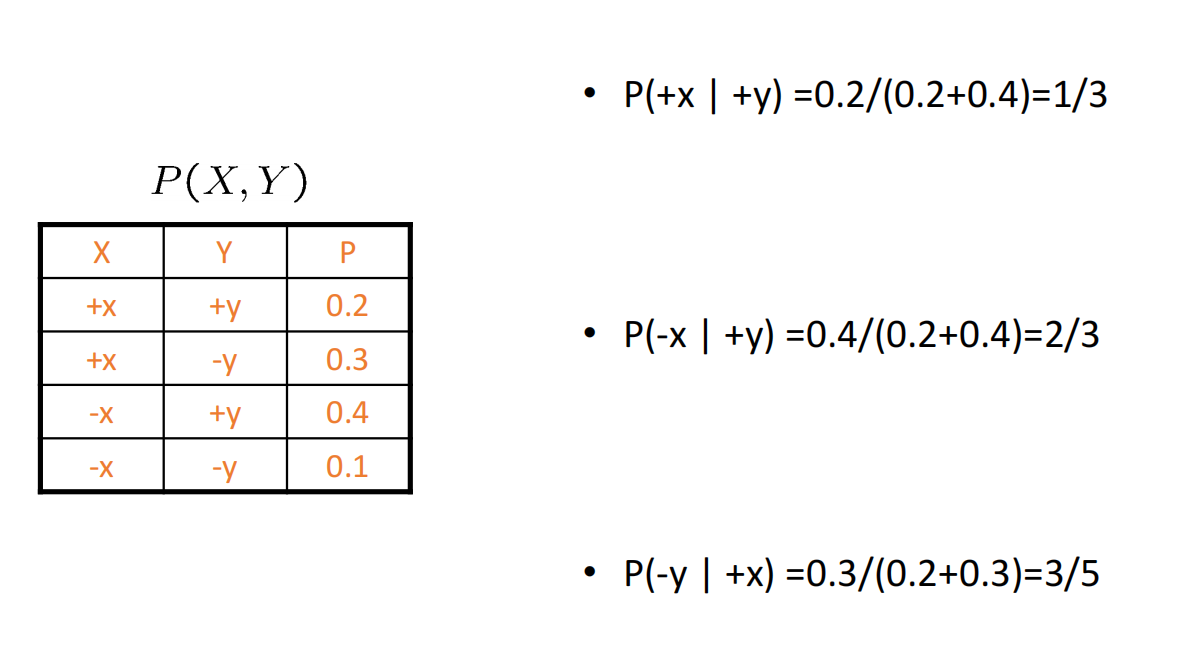 P(X, Y)
X Y P
+x +y 0.2
+x -y 0.3
-x +y 0.4
-x -y 0.1
• P(+x | +y) =0.2/(0.2+0.4)=1/3
• P(-x | +y) =0.4/(0.2+0.4)=2/3
• P(-y | +x) =0.3/(0.2+0.3)=3/5